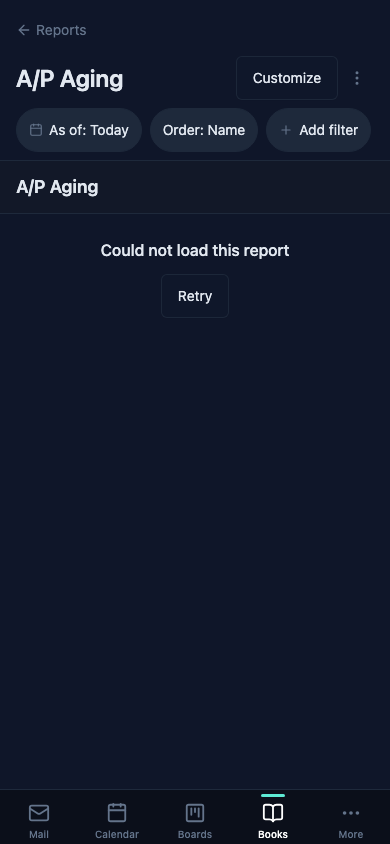 Reports
A/P Aging
Customize
As of: Today
Order: Name
Add filter
A/P Aging
Could not load this report
Retry
Mail
Calendar
Boards
Books
More